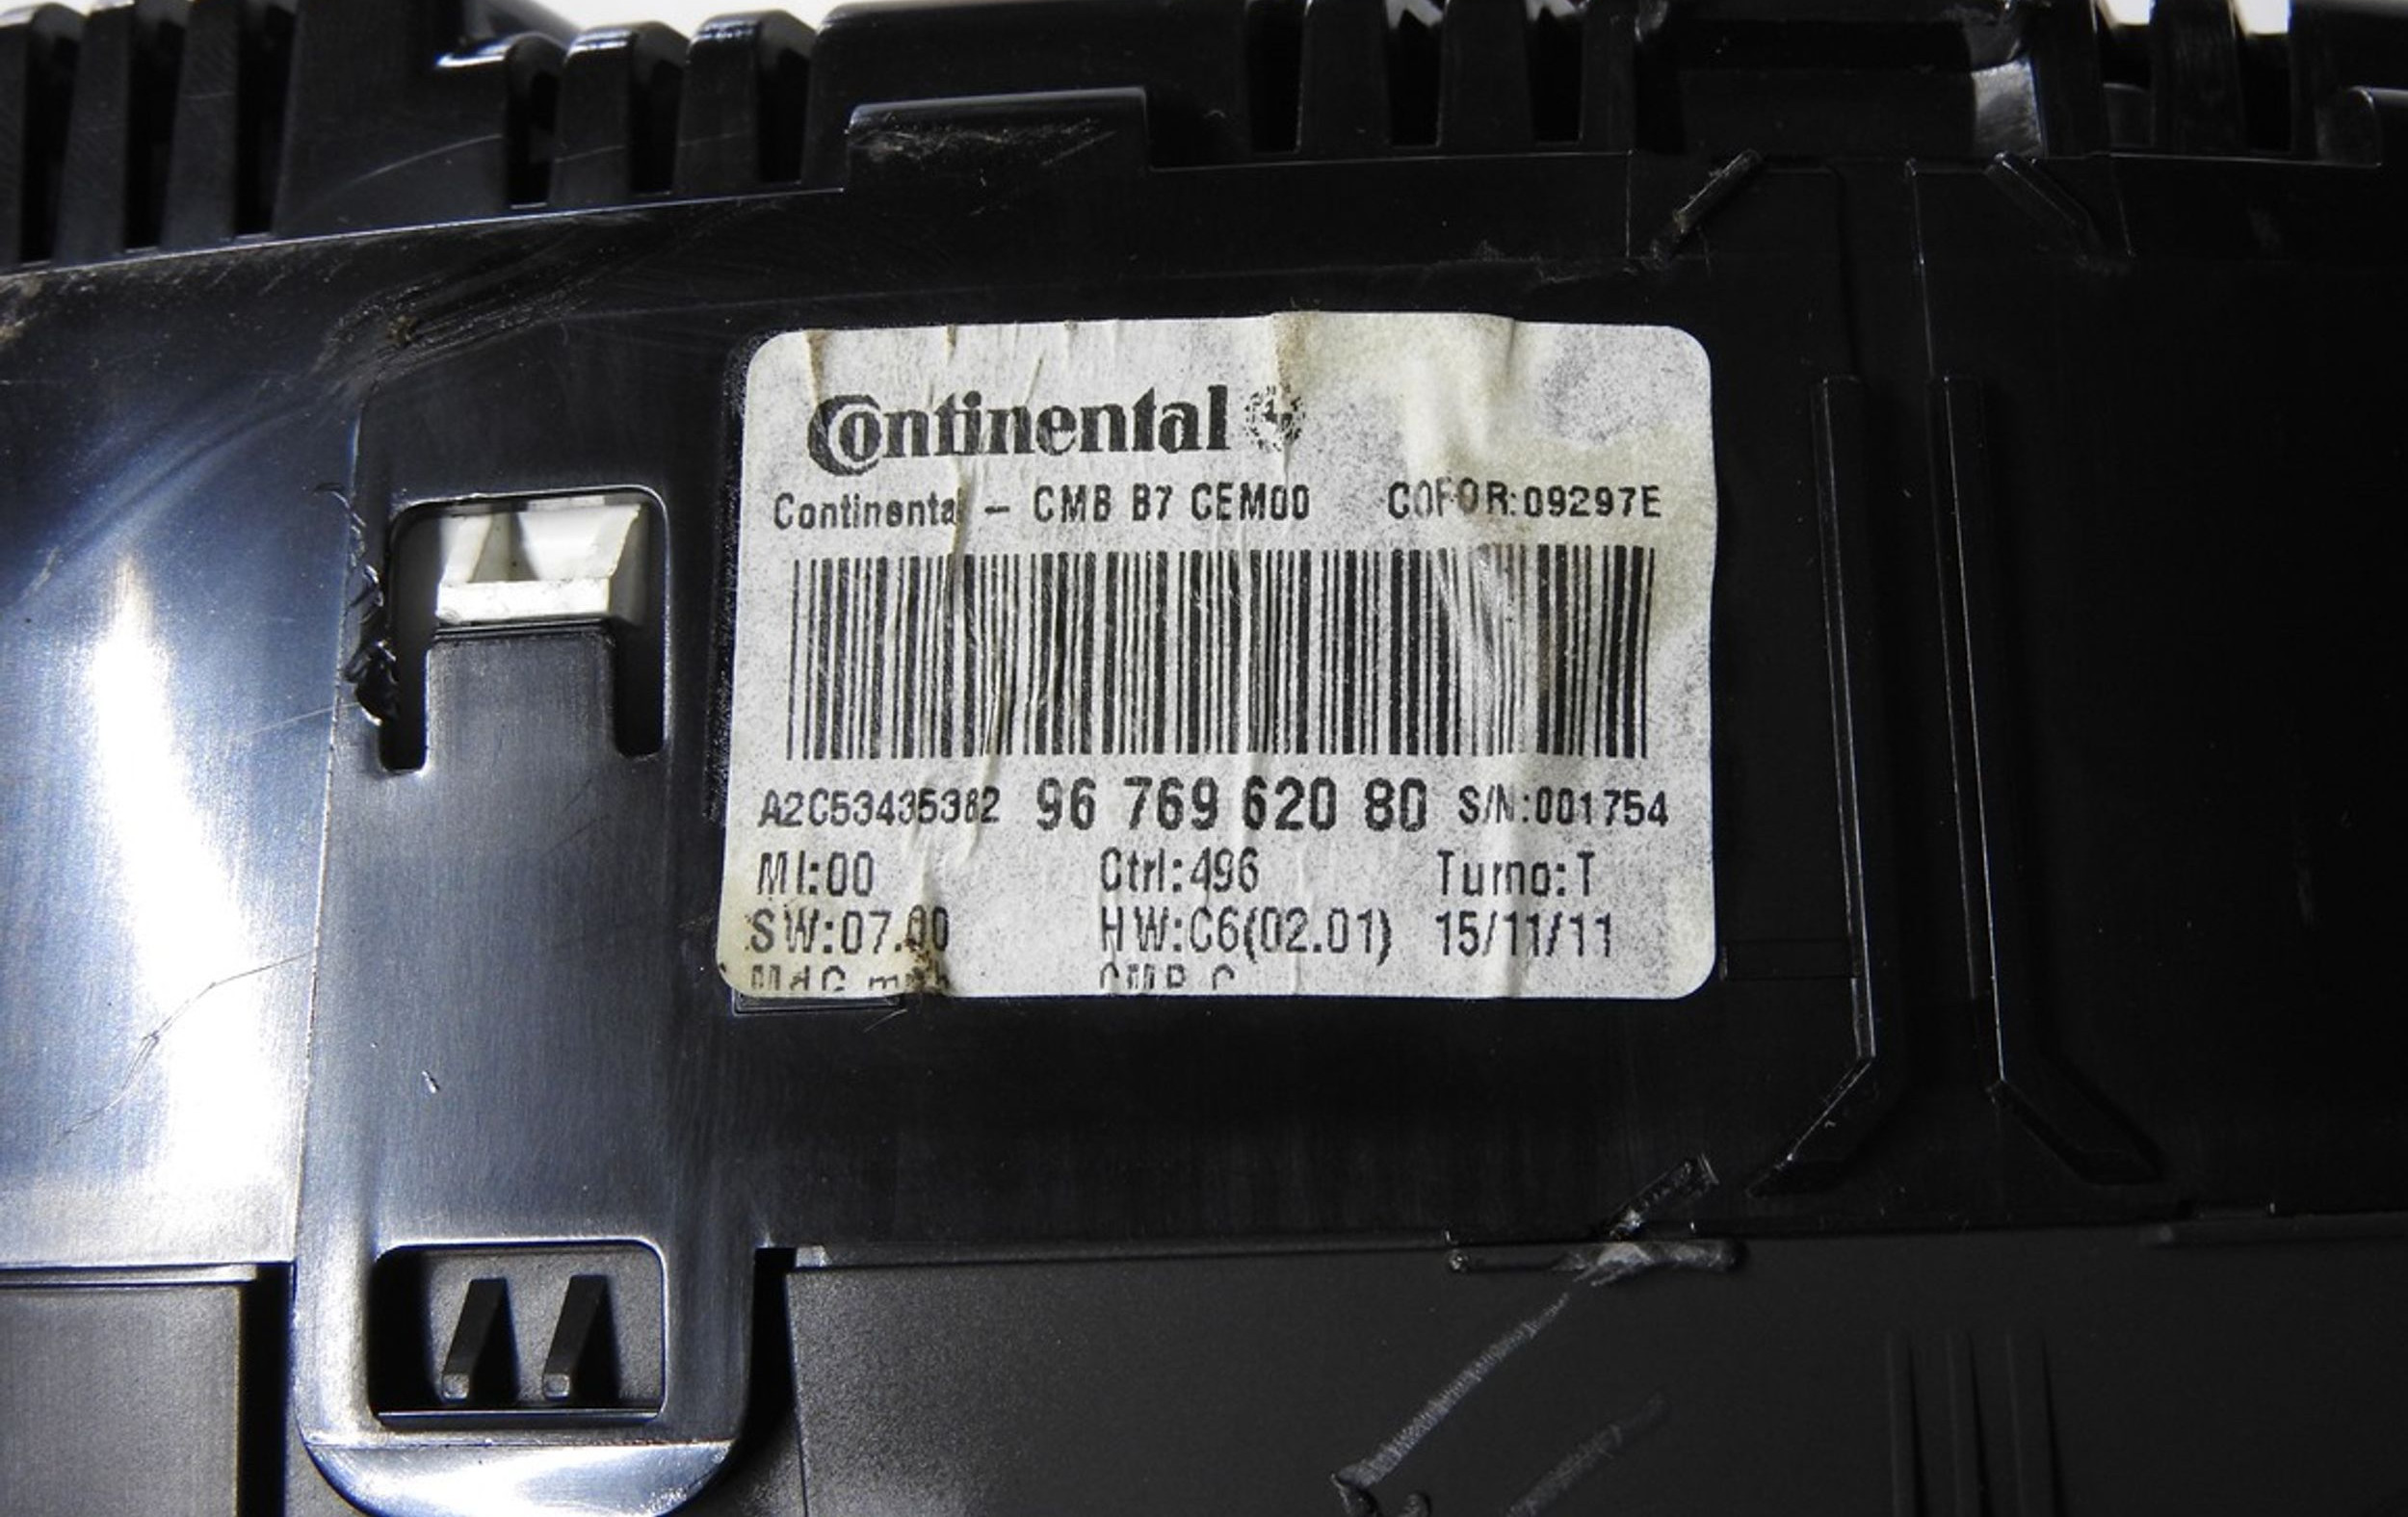 Continental
Continental - CMB B7 CEM00 COFOR:09297E
A2C53435382 96 769 620 80 S/N:001754
MI:00 Ctrl:496 Turno:T
SW:07.00 HW:C6(02.01) 15/11/11